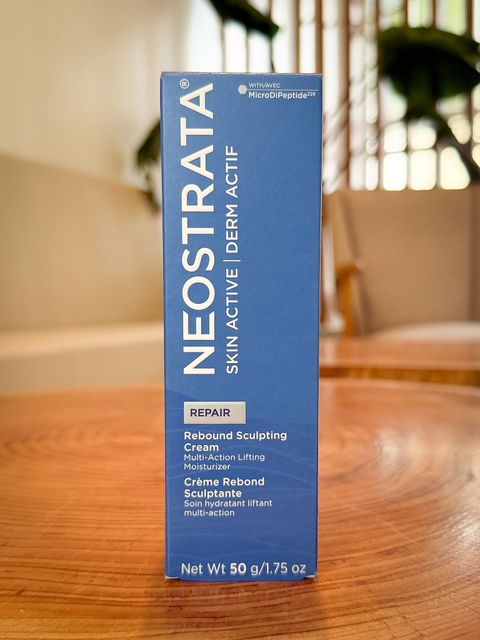 WITH/AVEC
MicroDiPeptide²²⁹
NEOSTRATA®
SKIN ACTIVE | DERM ACTIF
REPAIR
Rebound Sculpting
Cream
Multi-Action Lifting
Moisturizer
Crème Rebond
Sculptante
Soin hydratant liftant
multi-action
Net Wt 50 g/1.75 oz